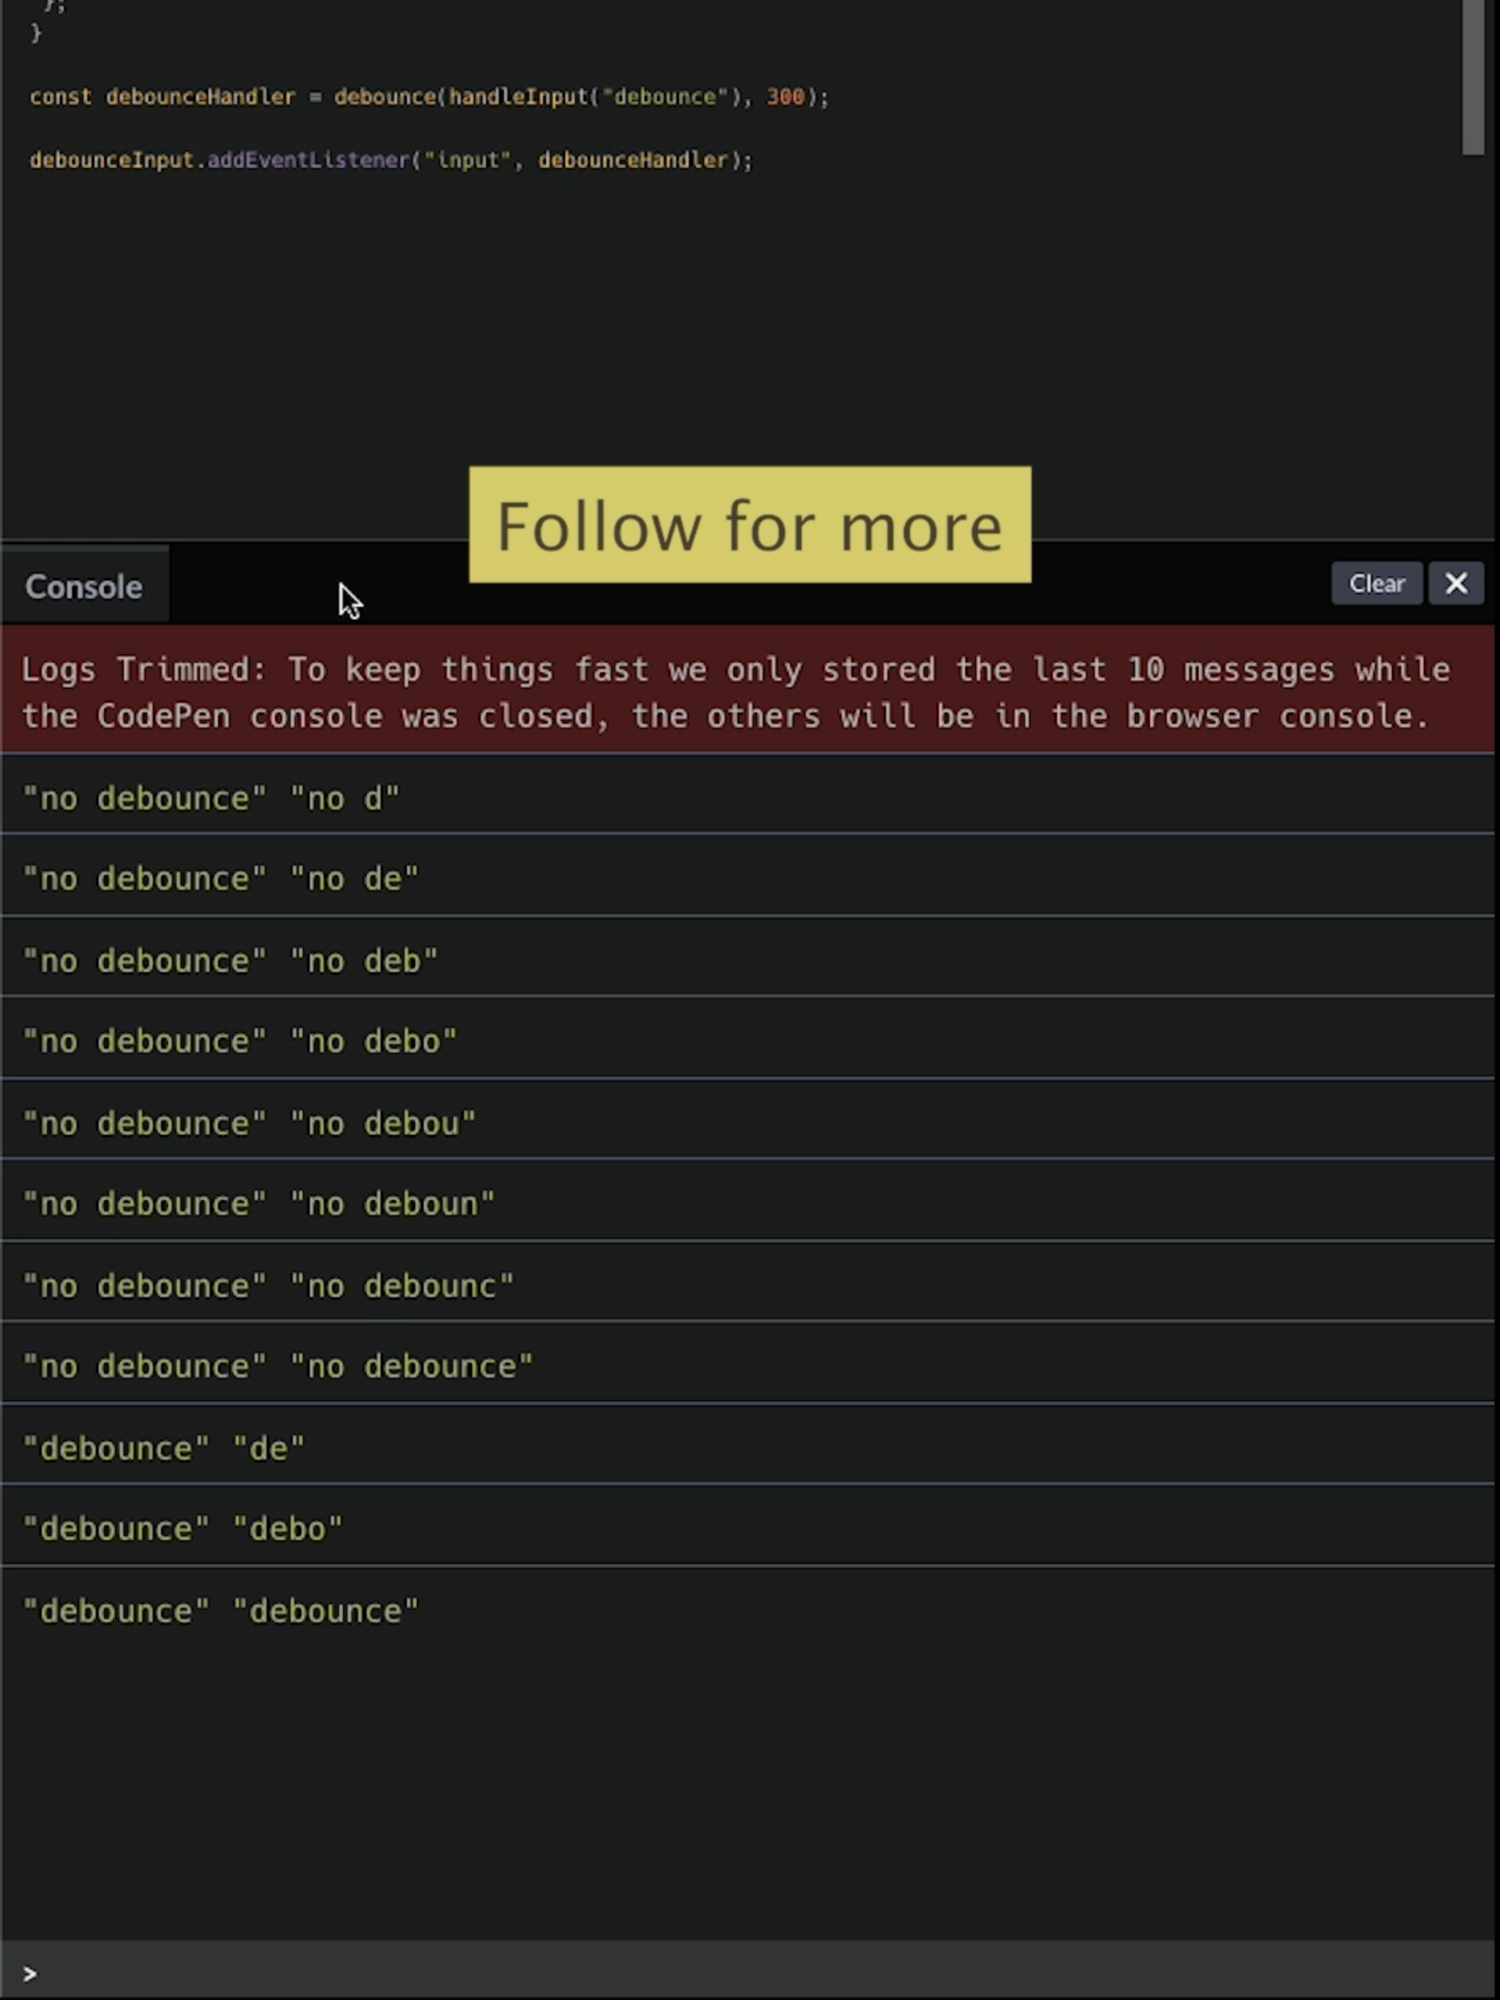 };
}
const debounceHandler = debounce(handleInput("debounce"), 300);
debounceInput.addEventListener("input", debounceHandler);
Follow for more
Console
Clear
Logs Trimmed: To keep things fast we only stored the last 10 messages while
the CodePen console was closed, the others will be in the browser console.
"no debounce" "no d"
"no debounce" "no de"
"no debounce" "no deb"
"no debounce" "no debo"
"no debounce" "no debou"
"no debounce" "no deboun"
"no debounce" "no debounc"
"no debounce" "no debounce"
"debounce" "de"
"debounce" "debo"
"debounce" "debounce"
>